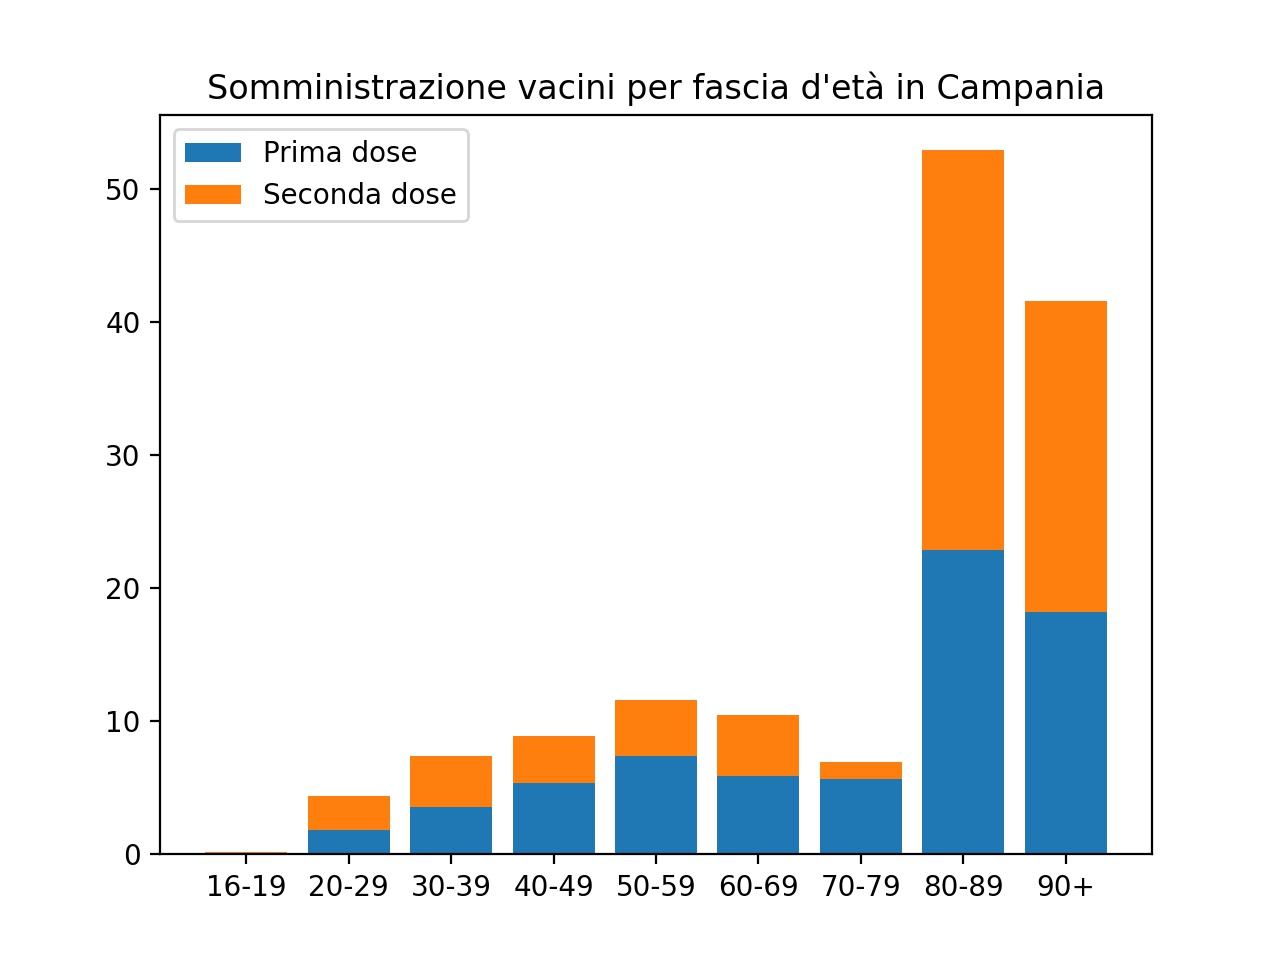 Somministrazione vacini per fascia d'età in Campania
Prima dose
Seconda dose
50
40
30
20
10
0
16-19 20-29 30-39 40-49 50-59 60-69 70-79 80-89 90+